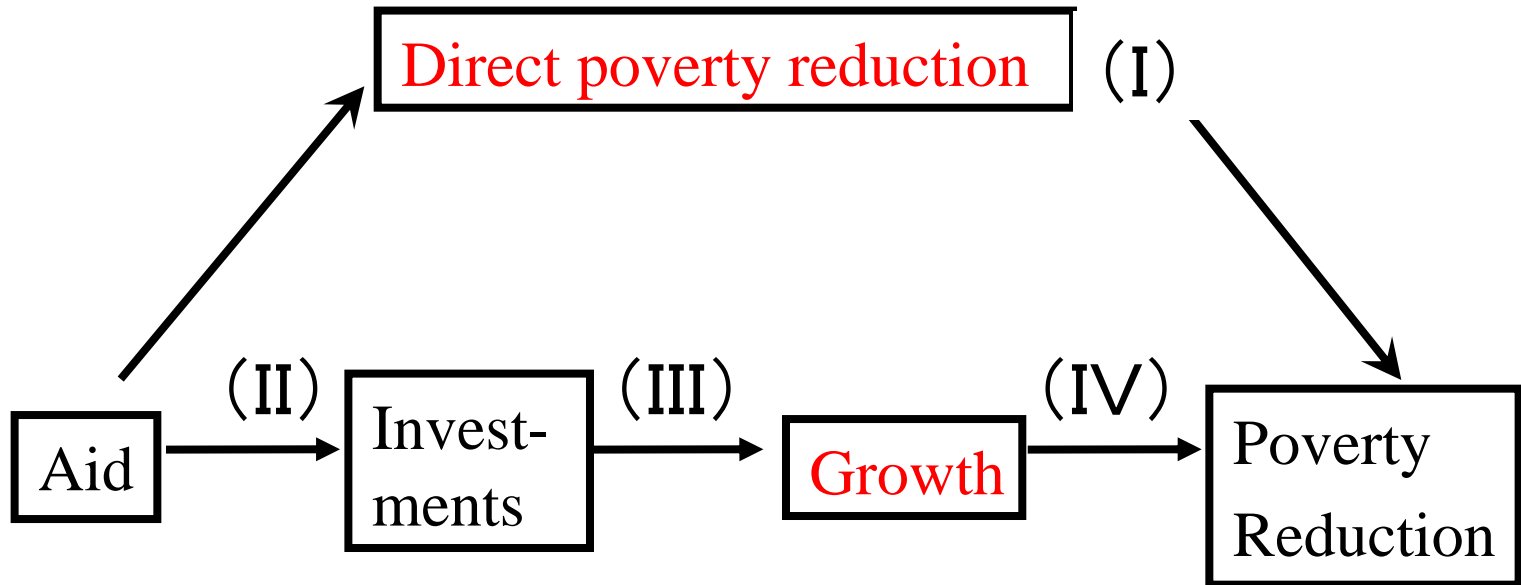 Direct poverty reduction
(I)
(II)
(III)
(IV)
Aid
Invest-
ments
Growth
Poverty
Reduction